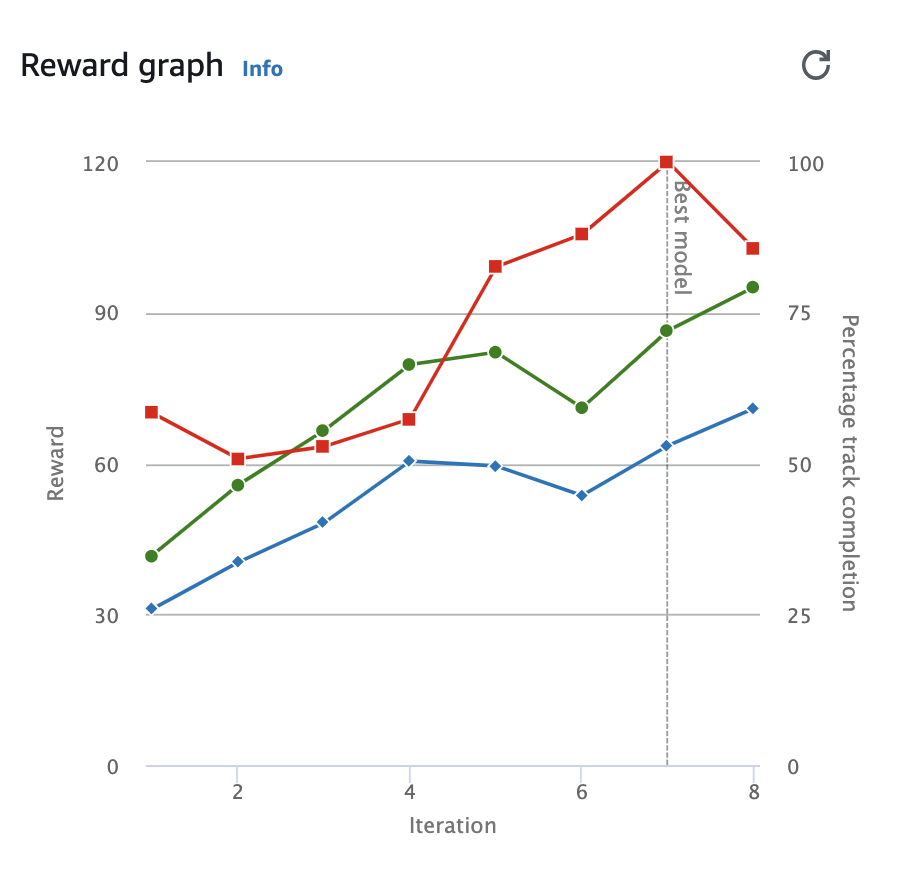 Reward graph Info
120
90
60
30
0
Reward
100
75
50
25
0
Percentage track completion
Best model
2 4 6 8
Iteration